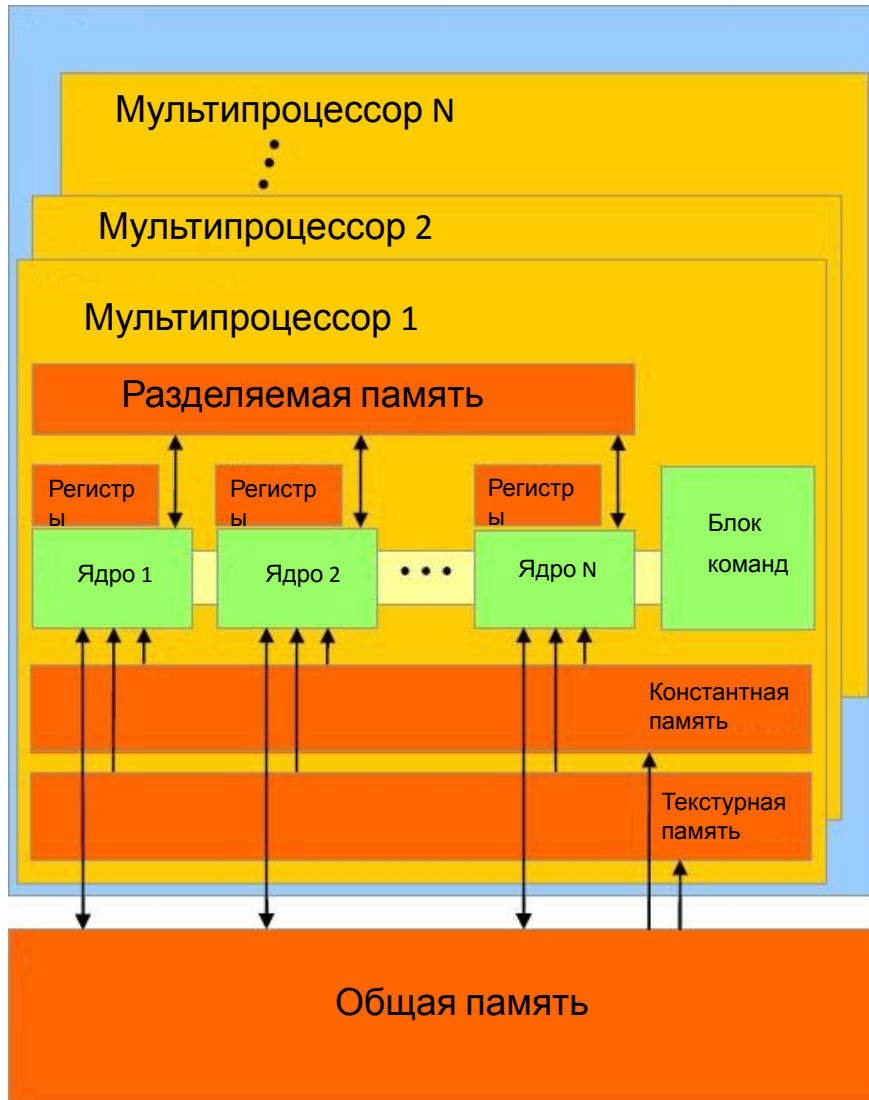 Мультипроцессор N
Мультипроцессор 2
Мультипроцессор 1
Разделяемая память
Регистр
ы
Регистр
ы
Регистр
ы
Блок
команд
Ядро 1
Ядро 2
Ядро N
Константная
память
Текстурная
память
Общая память